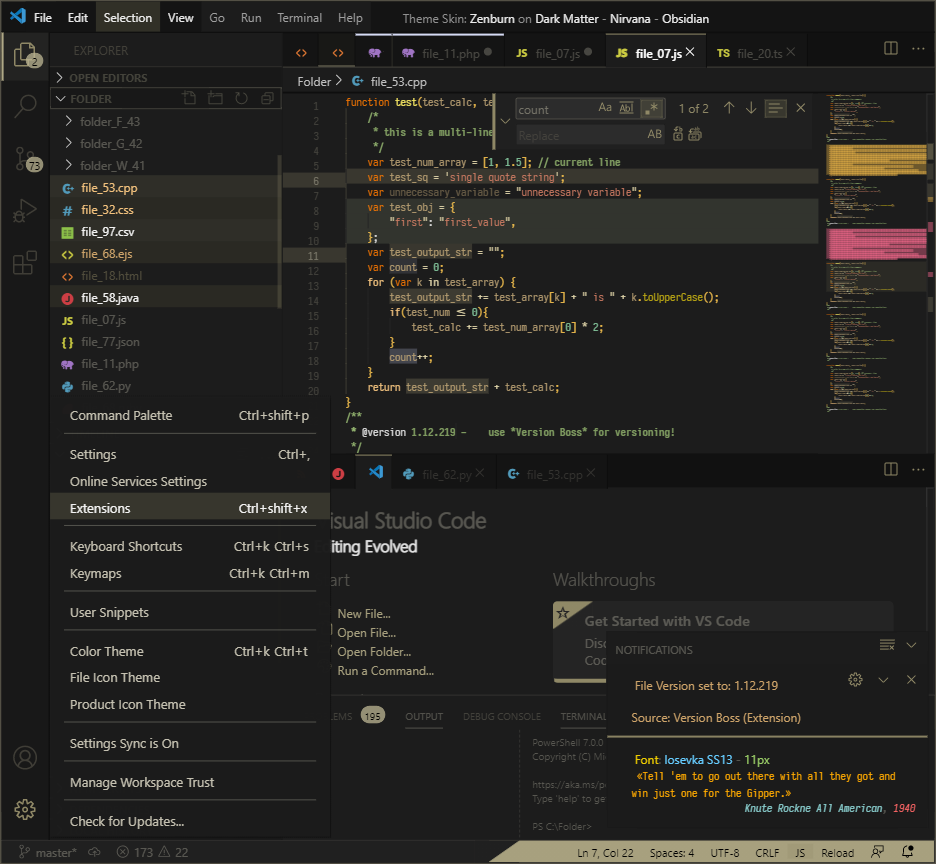 File Edit Selection View Go Run Terminal Help Theme Skin: Zenburn on Dark Matter - Nirvana - Obsidian
2
EXPLORER
OPEN EDITORS
FOLDER
folder_F_43
folder_G_42
folder_W_41
73
file_53.cpp
file_32.css
file_97.csv
file_68.ejs
file_18.html
file_58.java
JS file_07.js
file_77.json
file_11.php
file_62.py
file_11.php
JS file_07.js
JS file_07.js
TS file_20.ts
Folder > file_53.cpp
count Aa Abl .* 1 of 2
Replace AB
1 function test(test_calc, te
2 /*
3 * this is a multi-line
4 */
5 var test_num_array = [1, 1.5]; // current line
6 var test_sq = 'single quote string';
7 var unnecessary_variable = "unnecessary variable";
8 var test_obj = {
9 "first": "first_value",
10 };
11 var test_output_str = "";
12 var count = 0;
13 for (var k in test_array) {
14 test_output_str += test_array[k] + " is " + k.toUpperCase();
15 if(test_num ≤ 0){
16 test_calc += test_num_array[0] * 2;
17 }
18 count++;
19 }
20 return test_output_str + test_calc;
}
/**
* @version 1.12.219 - use *Version Boss* for versioning!
*/
Command Palette Ctrl+shift+p
Settings Ctrl+,
Online Services Settings
Extensions Ctrl+shift+x
Keyboard Shortcuts Ctrl+k Ctrl+s
Keymaps Ctrl+k Ctrl+m
User Snippets
Color Theme Ctrl+k Ctrl+t
File Icon Theme
Product Icon Theme
Settings Sync is On
Manage Workspace Trust
Check for Updates...
file_62.py
file_53.cpp
isual Studio Code
iting Evolved
art
New File...
Open File...
Open Folder...
Run a Command...
Walkthroughs
Get Started with VS Code
Disc
Coc
LEMS 195 OUTPUT DEBUG CONSOLE TERMINAL
PowerShell 7.0.0
Copyright (C) Mi
https://aka.ms/p
Type 'help' to ge
PS C:\Folder>
NOTIFICATIONS
File Version set to: 1.12.219
Source: Version Boss (Extension)
Font: Iosevka SS13 - 11px
«Tell 'em to go out there with all they got and
win just one for the Gipper.»
Knute Rockne All American, 1940
master* 173 22 Ln 7, Col 22 Spaces: 4 UTF-8 CRLF JS Reload